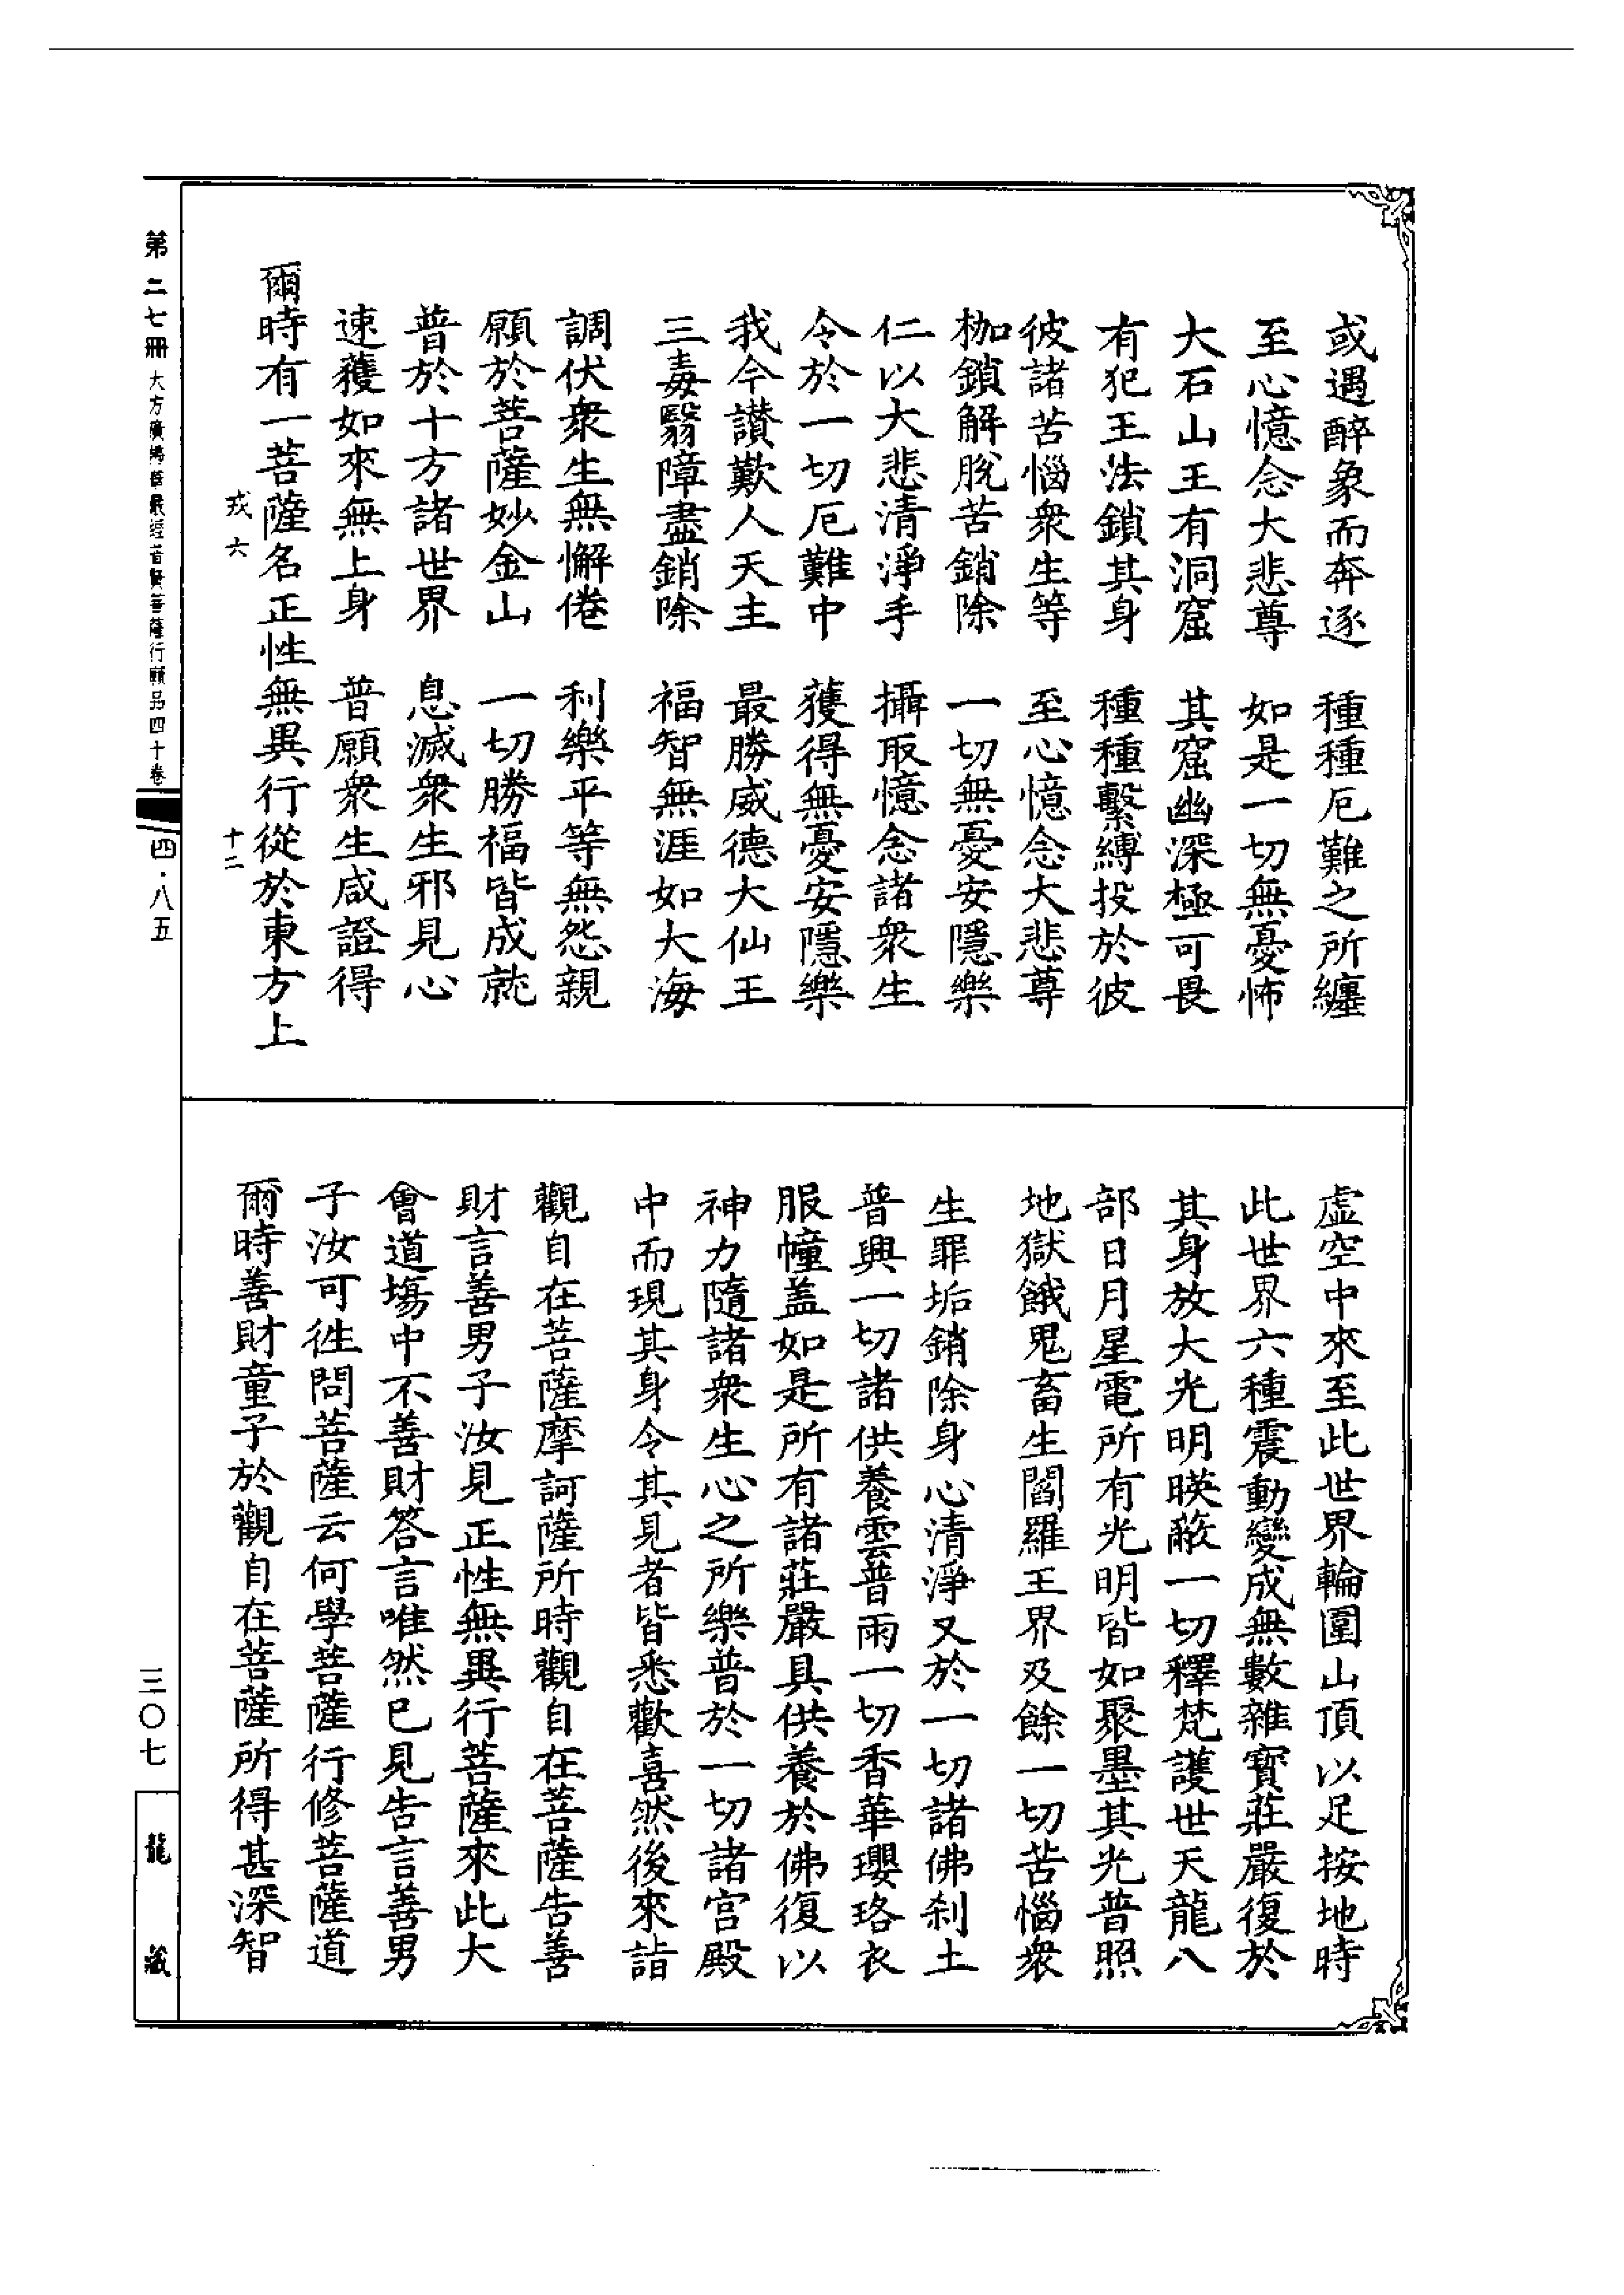 或遇醉象而奔逐　種種厄難之所纏
至心憶念大悲尊　如是一切無憂怖
大石山王有洞窟　其窟幽深極可畏
有犯王法鎖其身　種種繫縛投於彼
彼諸苦惱衆生等　至心憶念大悲尊
枷鎖解脫苦銷除　一切無憂安隱樂
仁以大悲清淨手　攝取憶念諸衆生
令於一切厄難中　獲得無憂安隱樂
我今讚歎人天主　最勝威德大仙王
三毒翳障盡銷除　福智無涯如大海
調伏衆生無懈倦　利樂平等無怨親
願於菩薩妙金山　一切勝福皆成就
普於十方諸世界　息滅衆生邪見心
速獲如來無上身　普願衆生咸證得
爾時有一菩薩名正性無異行從於東方上
戎六　十二
虛空中來至此世界輪圍山頂以足按地時
此世界六種震動變成無數雜寶莊嚴復於
其身放大光明暎蔽一切釋梵護世天龍八
部日月星電所有光明皆如聚墨其光普照
地獄餓鬼畜生閻羅王界及餘一切苦惱衆
生罪垢銷除身心清淨又於一切諸佛刹土
普興一切諸供養雲普雨一切香華瓔珞衣
服幢盖如是所有諸莊嚴具供養於佛復以
神力隨諸衆生心之所樂普於一切諸宮殿
中而現其身令其見者皆悉歡喜然後來詣
觀自在菩薩摩訶薩所時觀自在菩薩告善
財言善男子汝見正性無異行菩薩來此大
會道場中不善財答言唯然已見告言善男
子汝可徃問菩薩云何學菩薩行修菩薩道
爾時善財童子於觀自在菩薩所得甚深智
第二七冊　大方廣佛華嚴經普賢菩薩行願品四十卷　四·八五
三〇七
龍藏